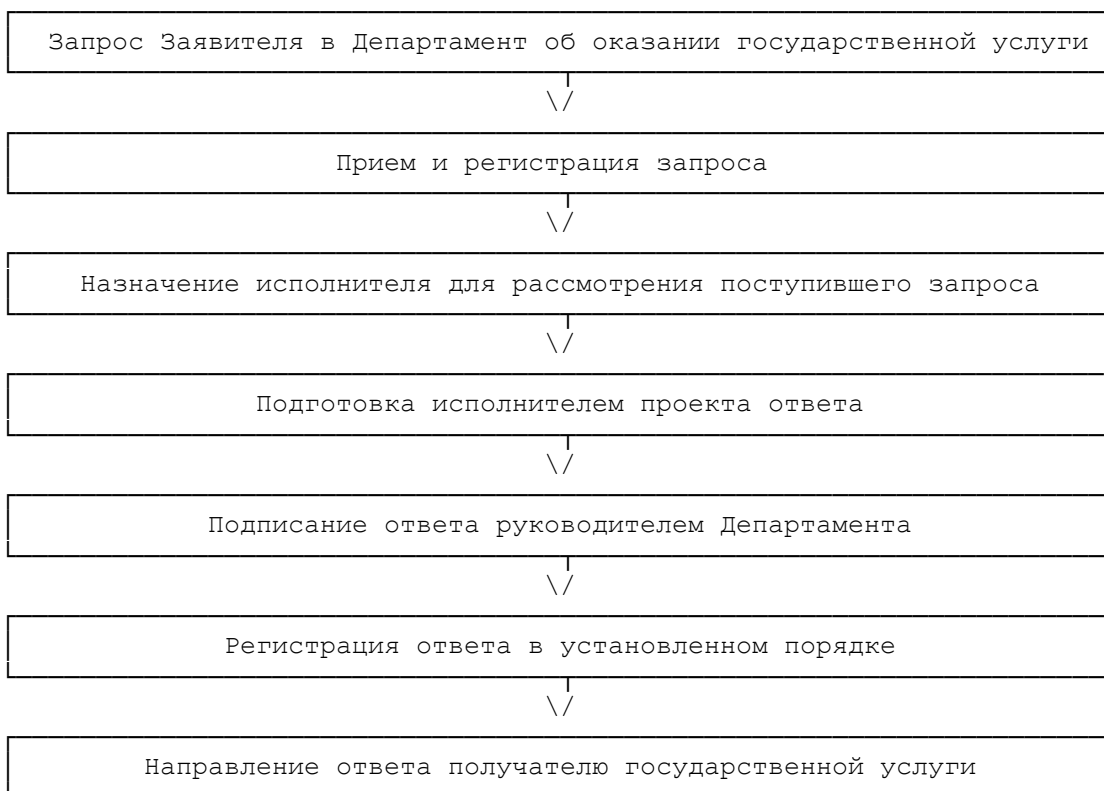 Запрос Заявителя в Департамент об оказании государственной услуги
Прием и регистрация запроса
Назначение исполнителя для рассмотрения поступившего запроса
Подготовка исполнителем проекта ответа
Подписание ответа руководителем Департамента
Регистрация ответа в установленном порядке
Направление ответа получателю государственной услуги